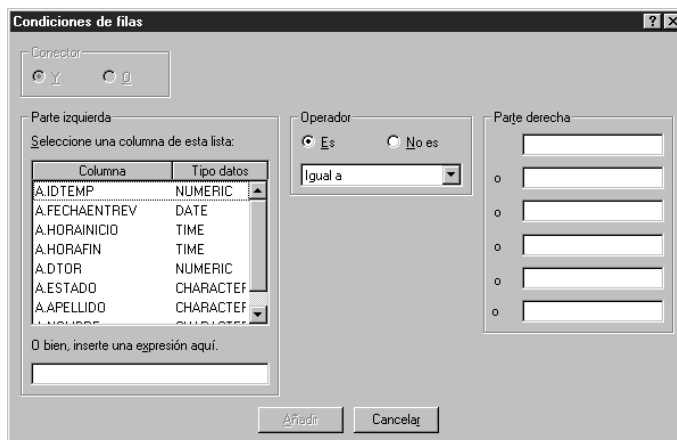 Condiciones de filas
Conector
Y O
Parte izquierda
Seleccione una columna de esta lista:
Columna Tipo datos
A.IDTEMP NUMERIC
A.FECHAENTREV DATE
A.HORAINICIO TIME
A.HORAFIN TIME
A.DTOR NUMERIC
A.ESTADO CHARACTER
A.APELLIDO CHARACTER
O bien, inserte una expresión aquí.
Operador
Es No es
Igual a
Parte derecha
o
o
o
o
o
Añadir Cancelar